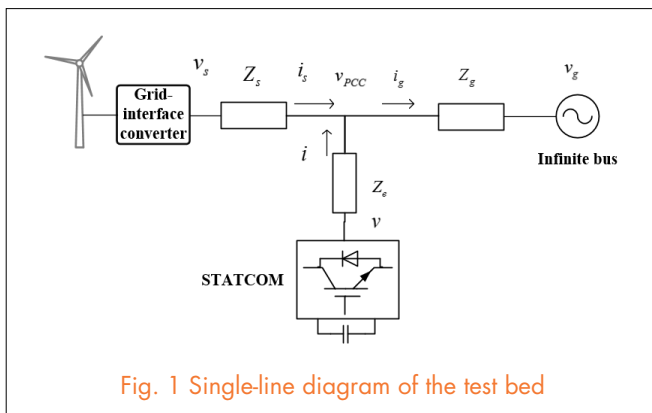 v_s Z_s i_s v_PCC i_g Z_g v_g
Grid-
interface
converter
Infinite bus
i
Z_e
v
STATCOM
Fig. 1 Single-line diagram of the test bed